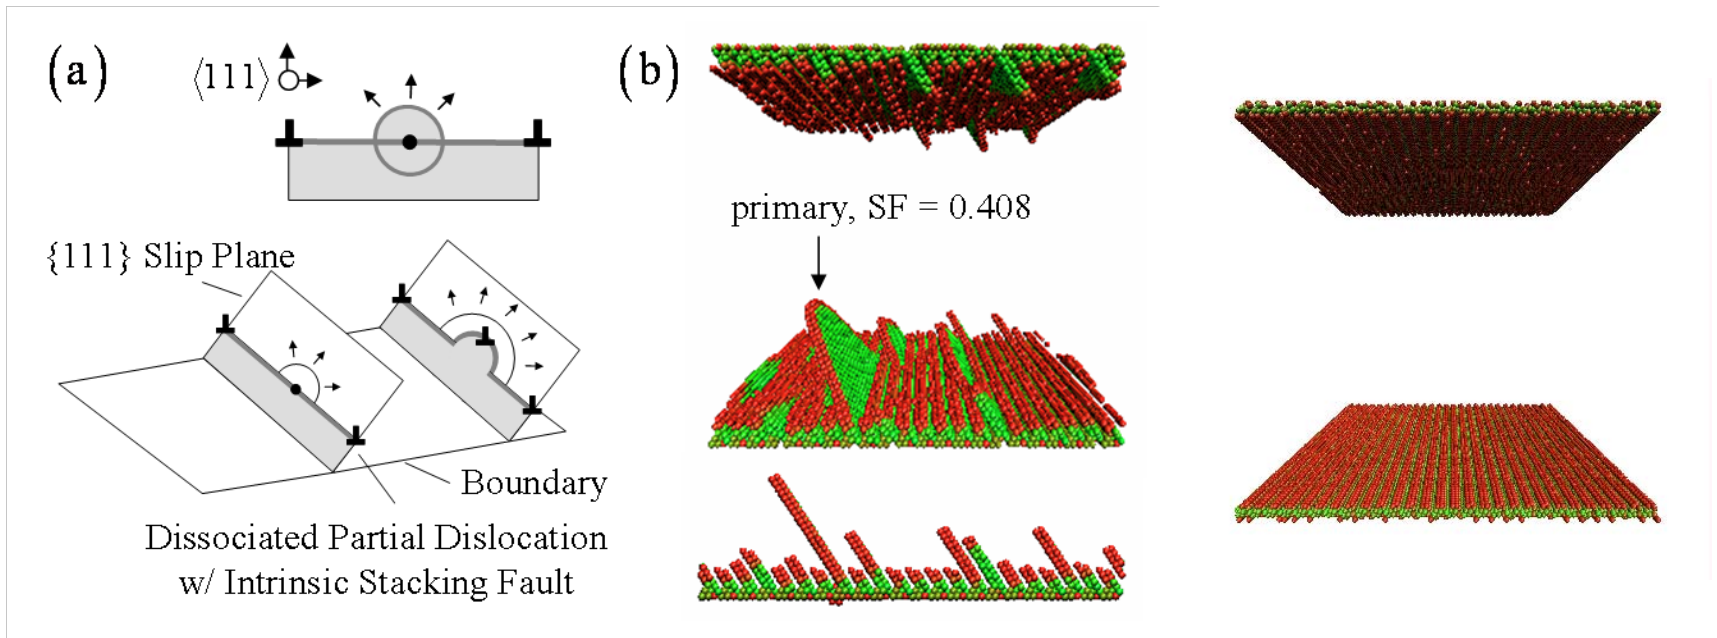 (a)
⟨111⟩
{111} Slip Plane
Boundary
Dissociated Partial Dislocation
w/ Intrinsic Stacking Fault
(b)
primary, SF = 0.408